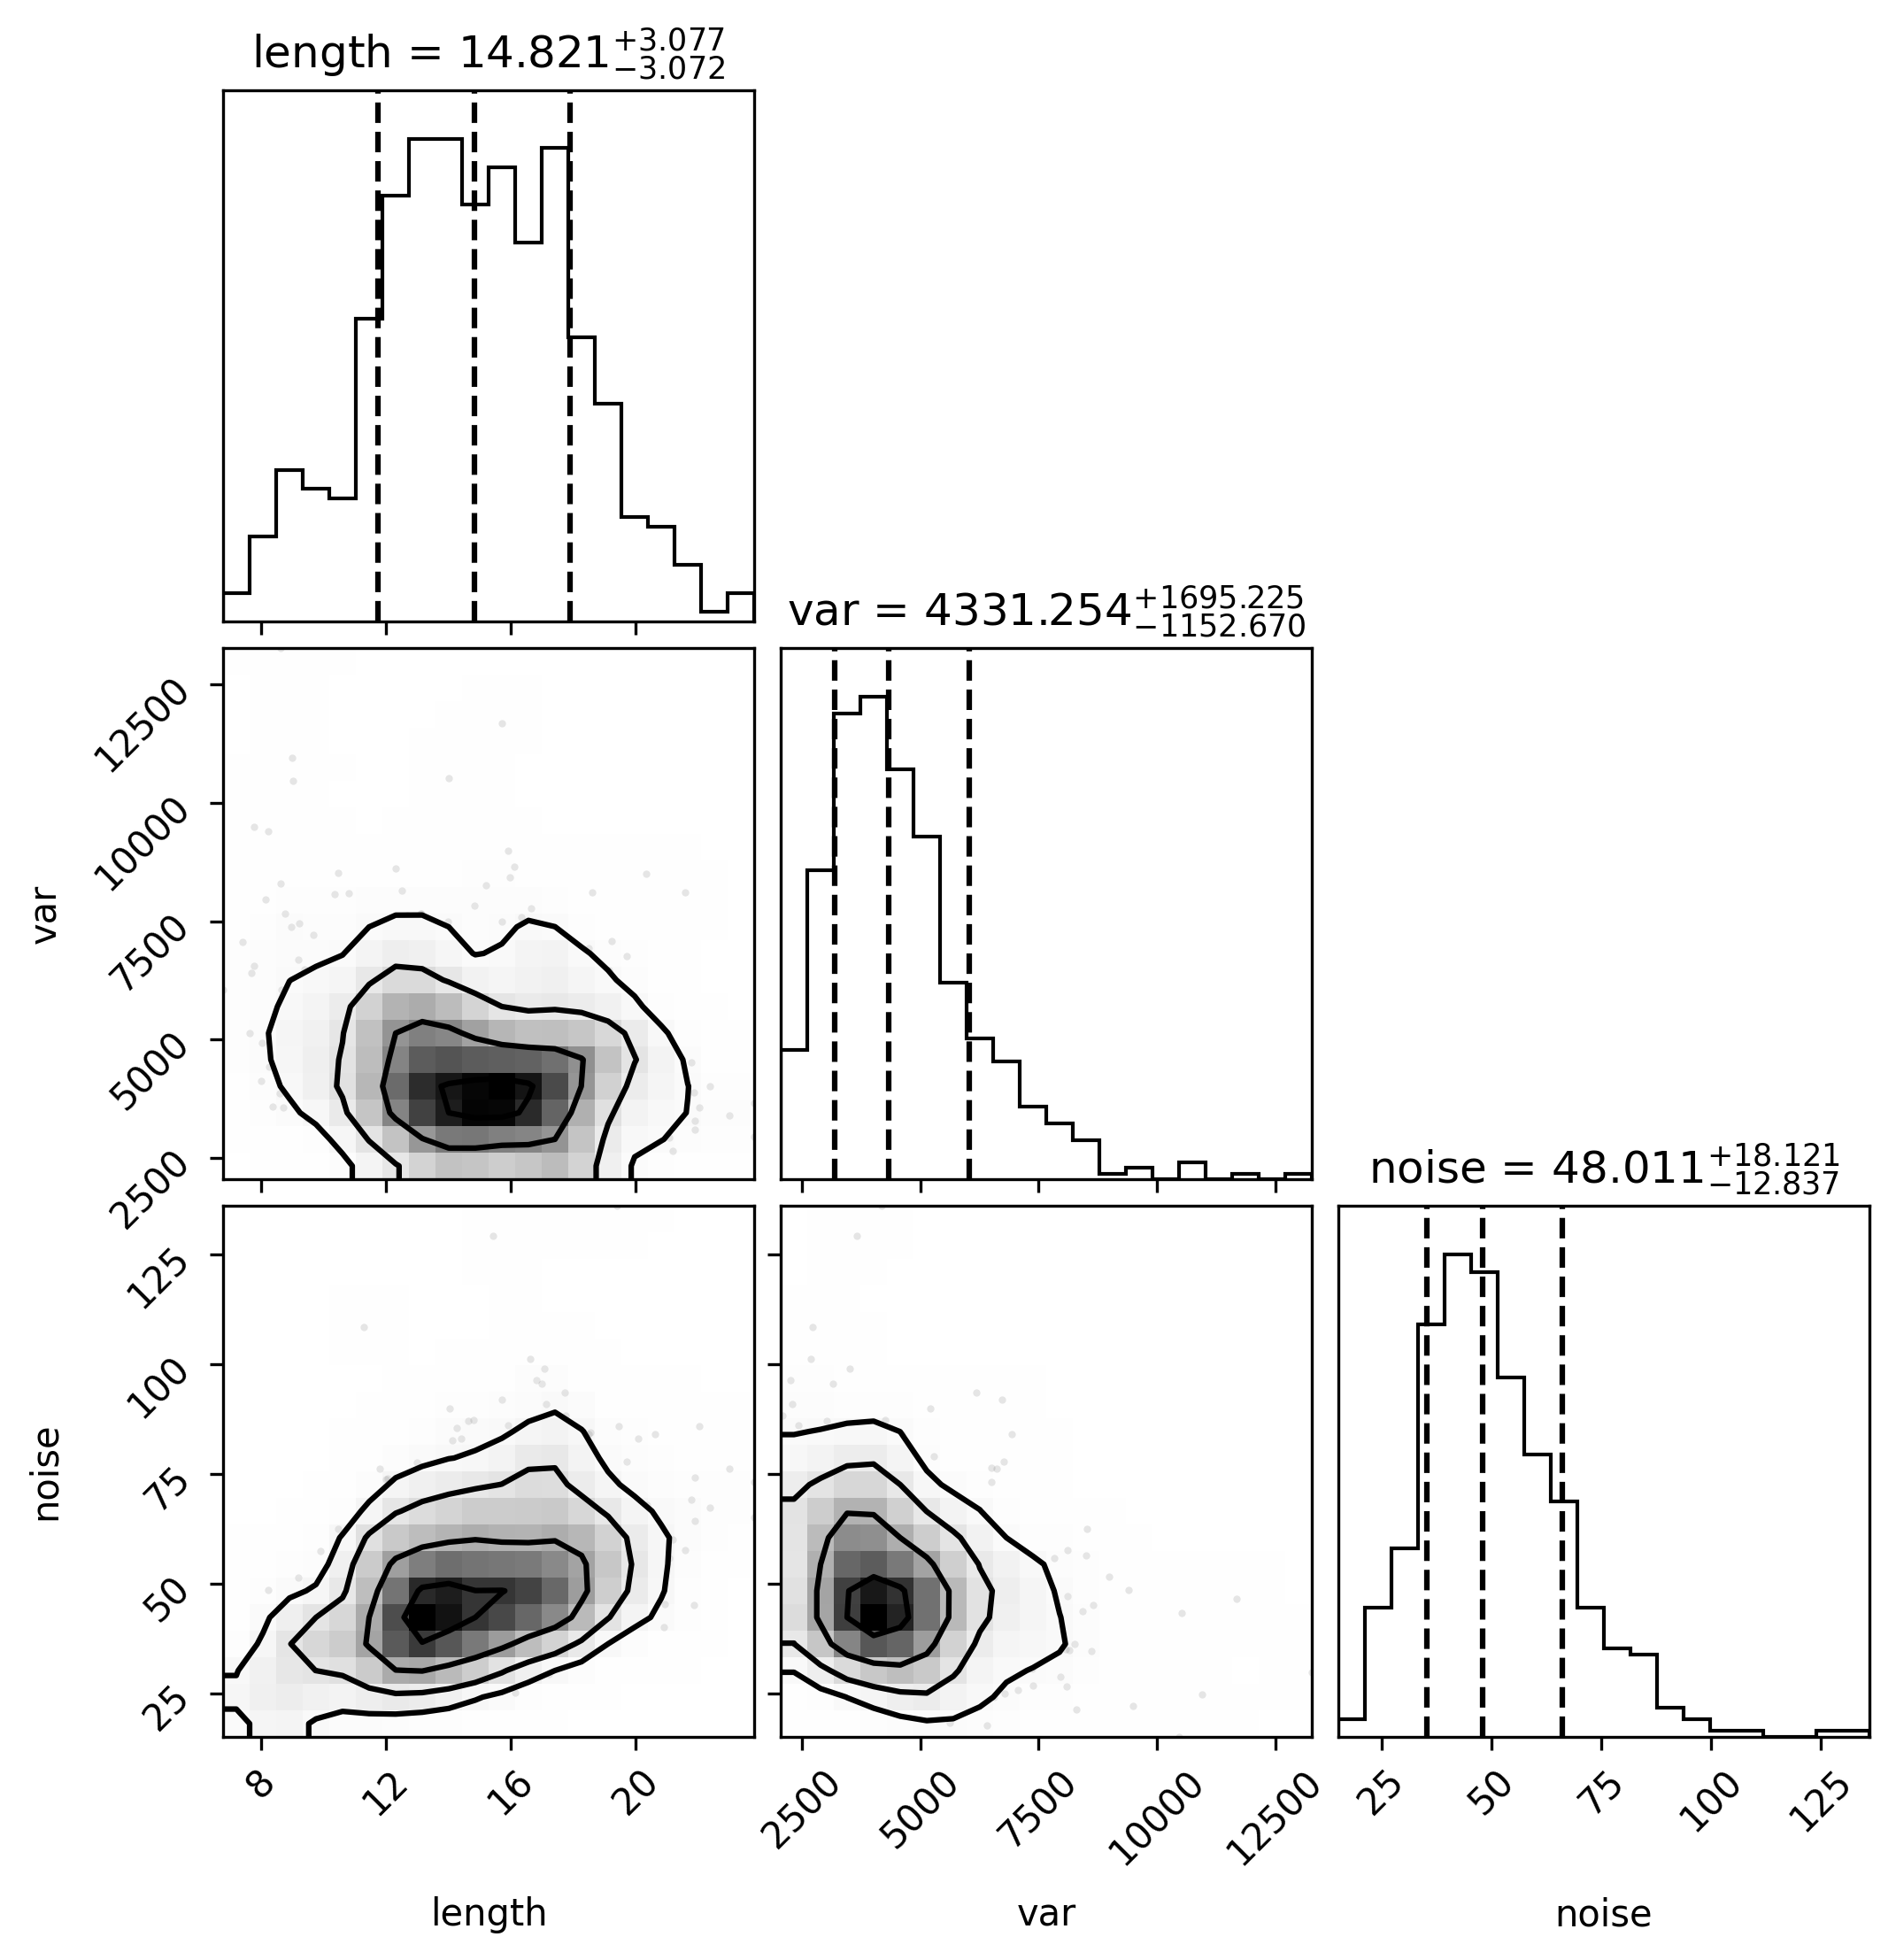 length = 14.821+3.077−3.072
var = 4331.254+1695.225−1152.670
12500
10000
7500
5000
2500
var
noise = 48.011+18.121−12.837
125
100
75
50
25
noise
8 12 16 20
2500 5000 7500 10000 12500
25 50 75 100 125
length var noise